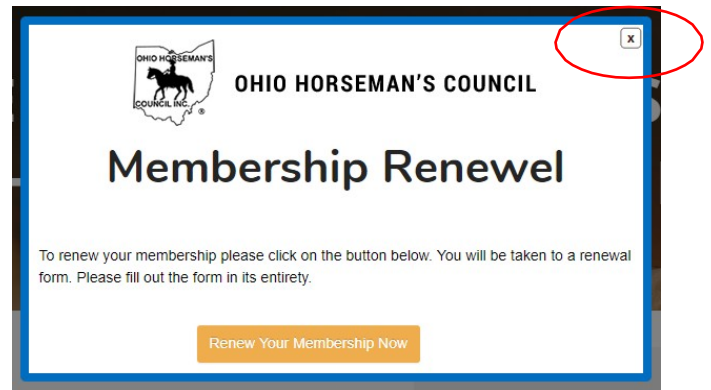 x
OHIO HORSEMAN'S
COUNCIL INC.
®
OHIO HORSEMAN'S COUNCIL
Membership Renewel
To renew your membership please click on the button below. You will be taken to a renewal
form. Please fill out the form in its entirety.
Renew Your Membership Now